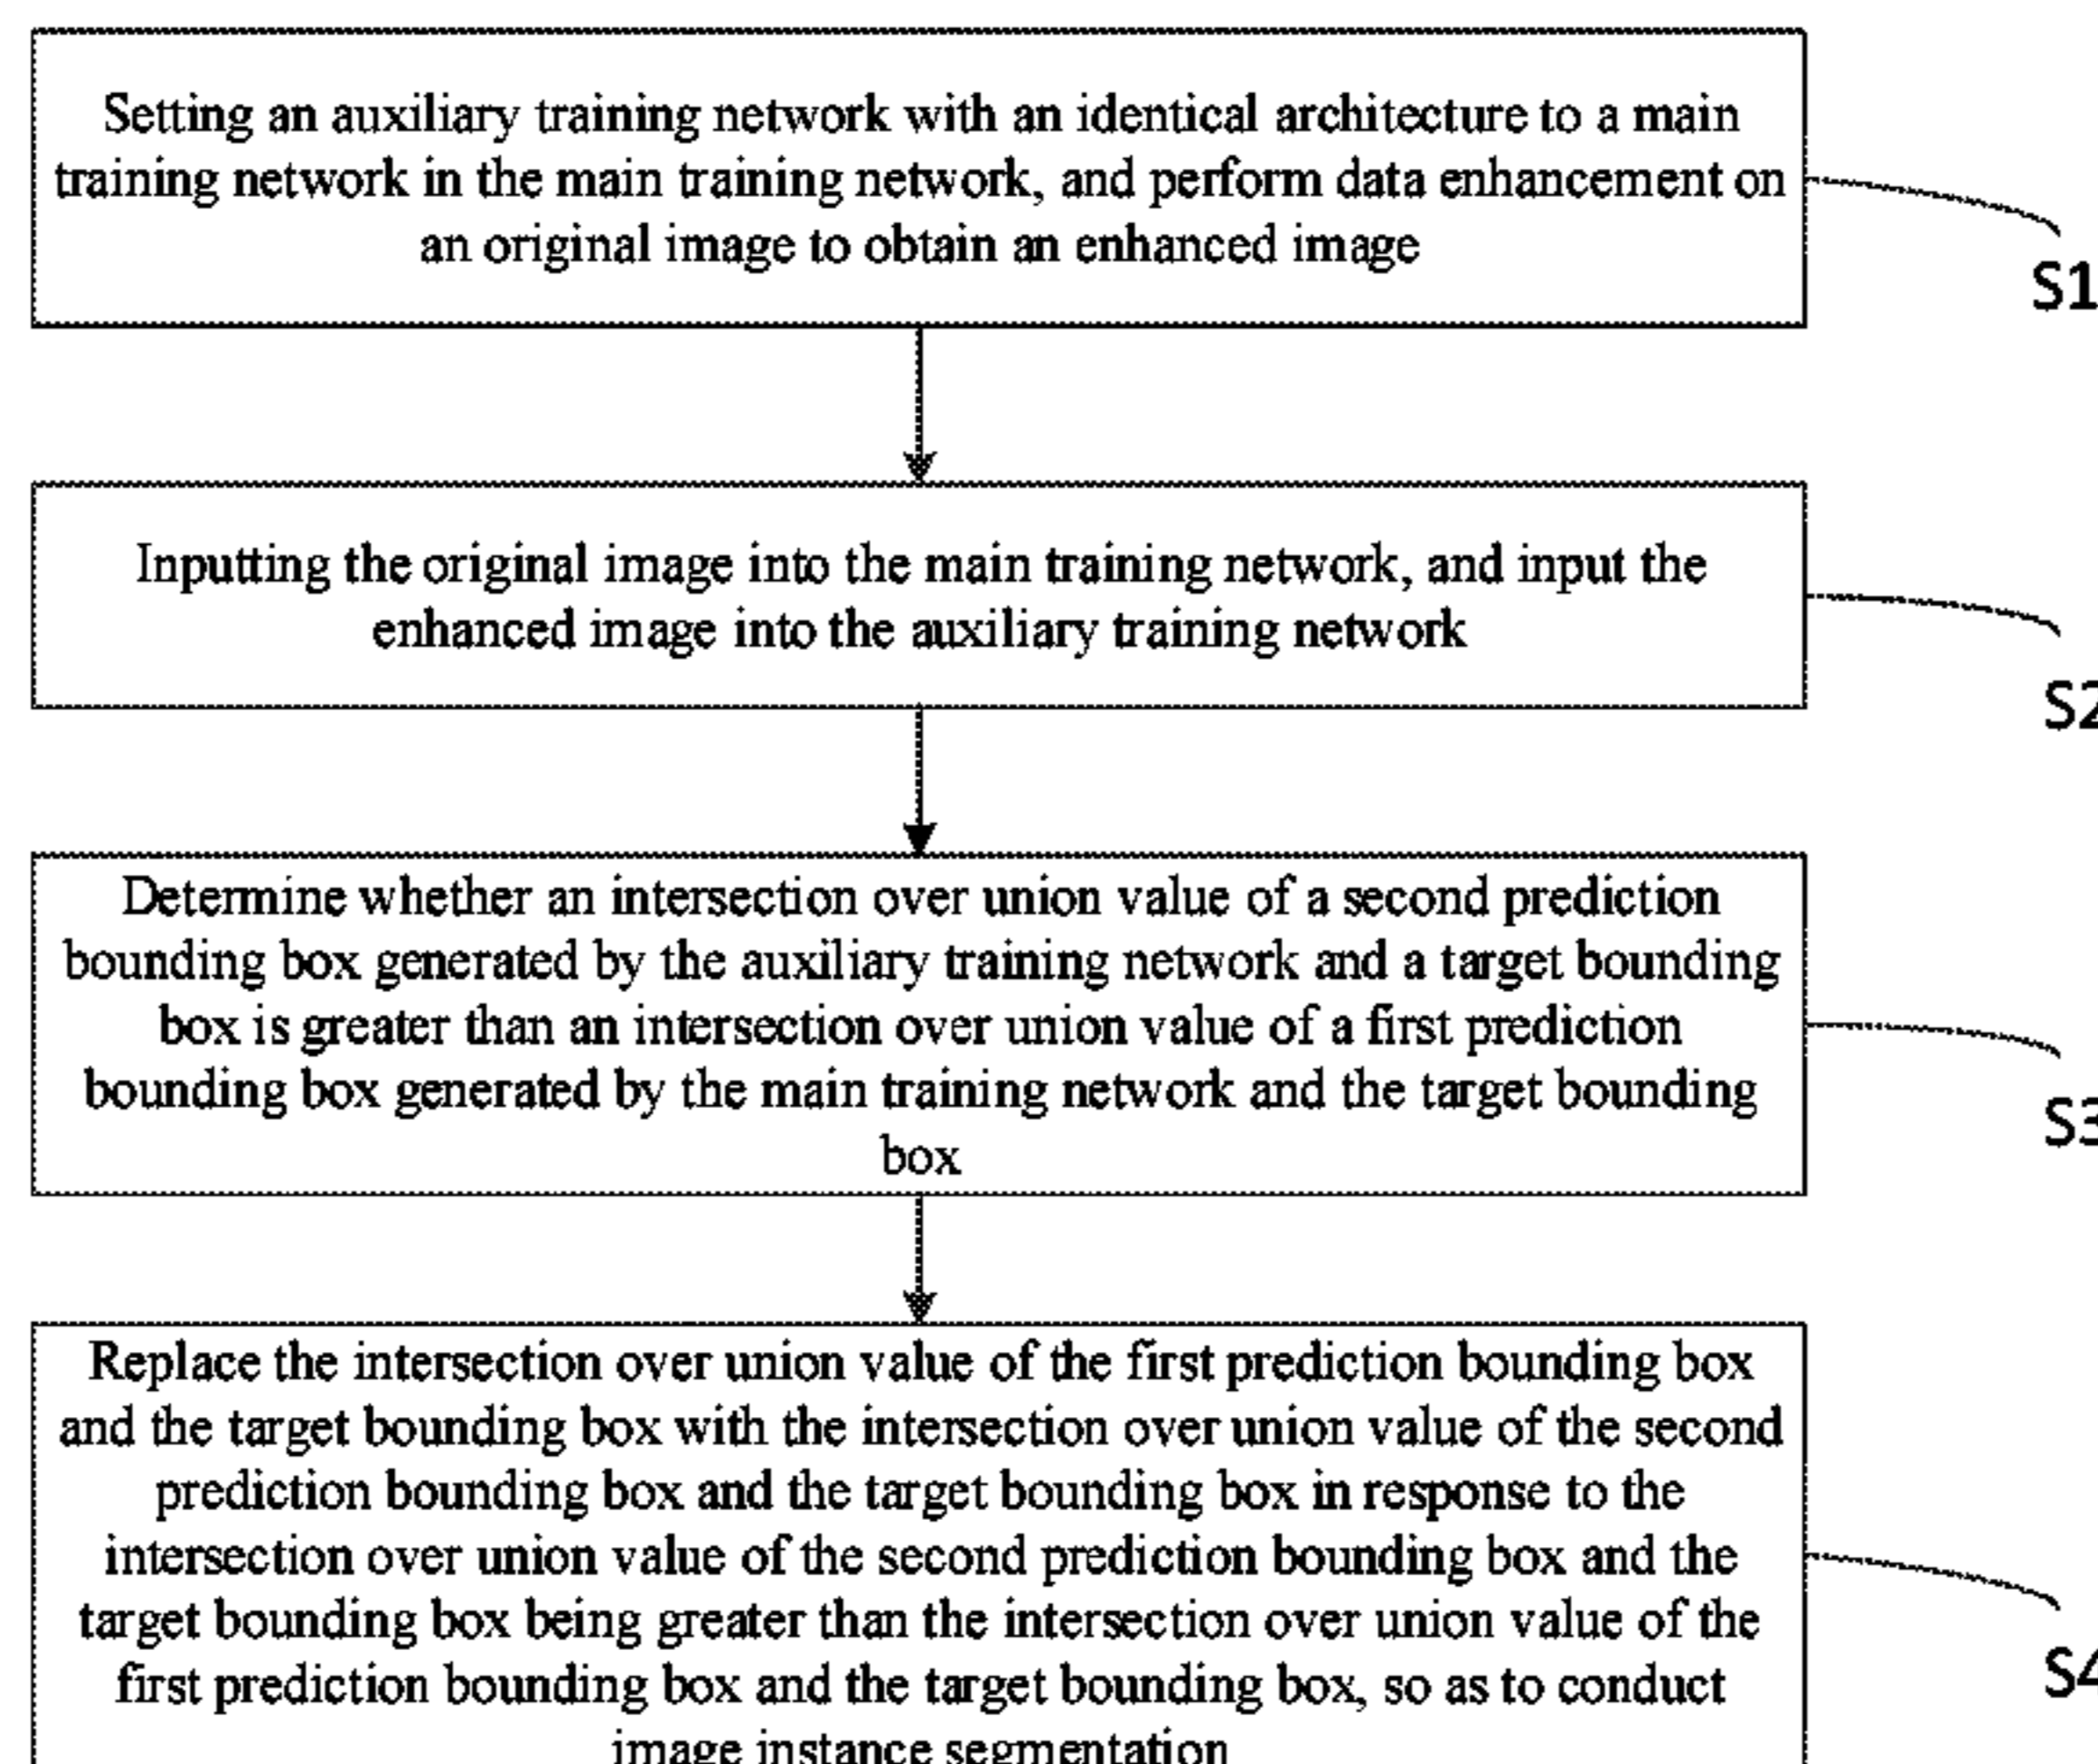 Setting an auxiliary training network with an identical architecture to a main
training network in the main training network, and perform data enhancement on
an original image to obtain an enhanced image
S1
Inputting the original image into the main training network, and input the
enhanced image into the auxiliary training network
S2
Determine whether an intersection over union value of a second prediction
bounding box generated by the auxiliary training network and a target bounding
box is greater than an intersection over union value of a first prediction
bounding box generated by the main training network and the target bounding
box
S3
Replace the intersection over union value of the first prediction bounding box
and the target bounding box with the intersection over union value of the second
prediction bounding box and the target bounding box in response to the
intersection over union value of the second prediction bounding box and the
target bounding box being greater than the intersection over union value of the
first prediction bounding box and the target bounding box, so as to conduct
image instance segmentation
S4